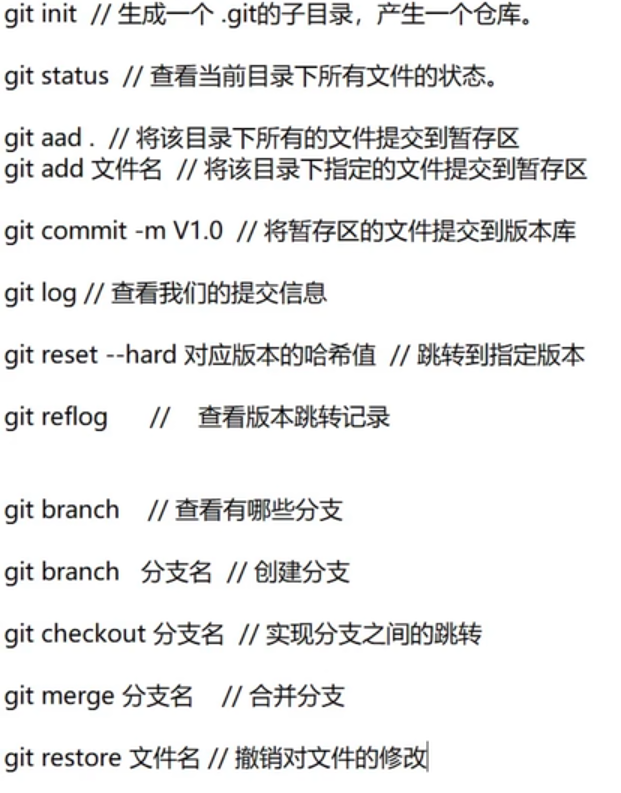 git init  // 生成一个 .git的子目录，产生一个仓库。
git status  // 查看当前目录下所有文件的状态。
git aad .  // 将该目录下所有的文件提交到暂存区
git add 文件名  // 将该目录下指定的文件提交到暂存区
git commit -m V1.0  // 将暂存区的文件提交到版本库
git log // 查看我们的提交信息
git reset --hard 对应版本的哈希值  // 跳转到指定版本
git reflog      //    查看版本跳转记录
git branch    // 查看有哪些分支
git branch   分支名  // 创建分支
git checkout 分支名  // 实现分支之间的跳转
git merge 分支名    // 合并分支
git restore 文件名 // 撤销对文件的修改